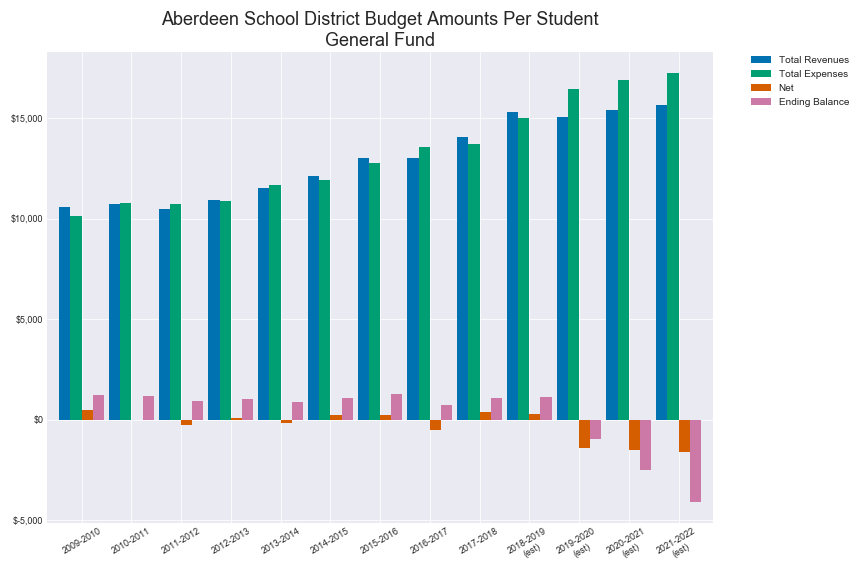 Aberdeen School District Budget Amounts Per Student
General Fund
Total Revenues
Total Expenses
Net
Ending Balance
$15,000
$10,000
$5,000
$0
$-5,000
2009-2010
2010-2011
2011-2012
2012-2013
2013-2014
2014-2015
2015-2016
2016-2017
2017-2018
2018-2019
(est)
2019-2020
(est)
2020-2021
(est)
2021-2022
(est)